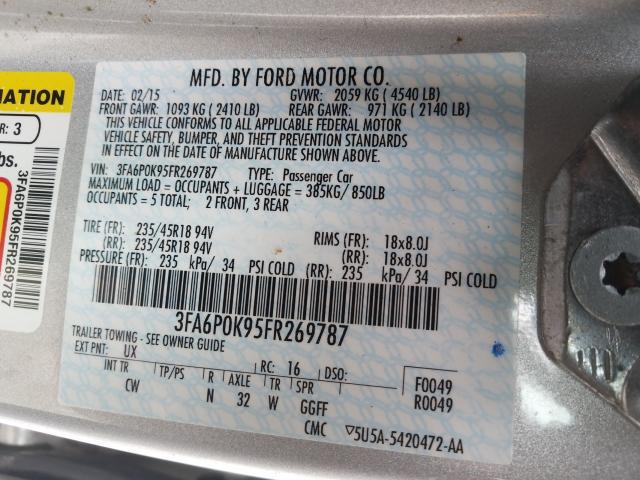 MFD. BY FORD MOTOR CO.
DATE: 02/15 GVWR: 2059 KG ( 4540 LB)
FRONT GAWR: 1093 KG ( 2410 LB) REAR GAWR: 971 KG ( 2140 LB)
THIS VEHICLE CONFORMS TO ALL APPLICABLE FEDERAL MOTOR
VEHICLE SAFETY, BUMPER, AND THEFT PREVENTION STANDARDS
IN EFFECT ON THE DATE OF MANUFACTURE SHOWN ABOVE.
VIN: 3FA6P0K95FR269787 TYPE: Passenger Car
MAXIMUM LOAD = OCCUPANTS + LUGGAGE = 385KG/ 850LB
OCCUPANTS = 5 TOTAL; 2 FRONT, 3 REAR
TIRE (FR): 235/45R18 94V RIMS (FR): 18x8.0J
(RR): 235/45R18 94V (RR): 18x8.0J
PRESSURE (FR): 235 kPa/ 34 PSI COLD (RR): 235 kPa/ 34 PSI COLD
3FA6P0K95FR269787
TRAILER TOWING - SEE OWNER GUIDE
EXT PNT: UX RC: 16 DSO: F0049
INT TR TP/PS R AXLE TR SPR R0049
CW N 32 W GGFF
CMC ▽5U5A-5420472-AA
MATION
R: 3
bs.
3FA6P0K95FR269787